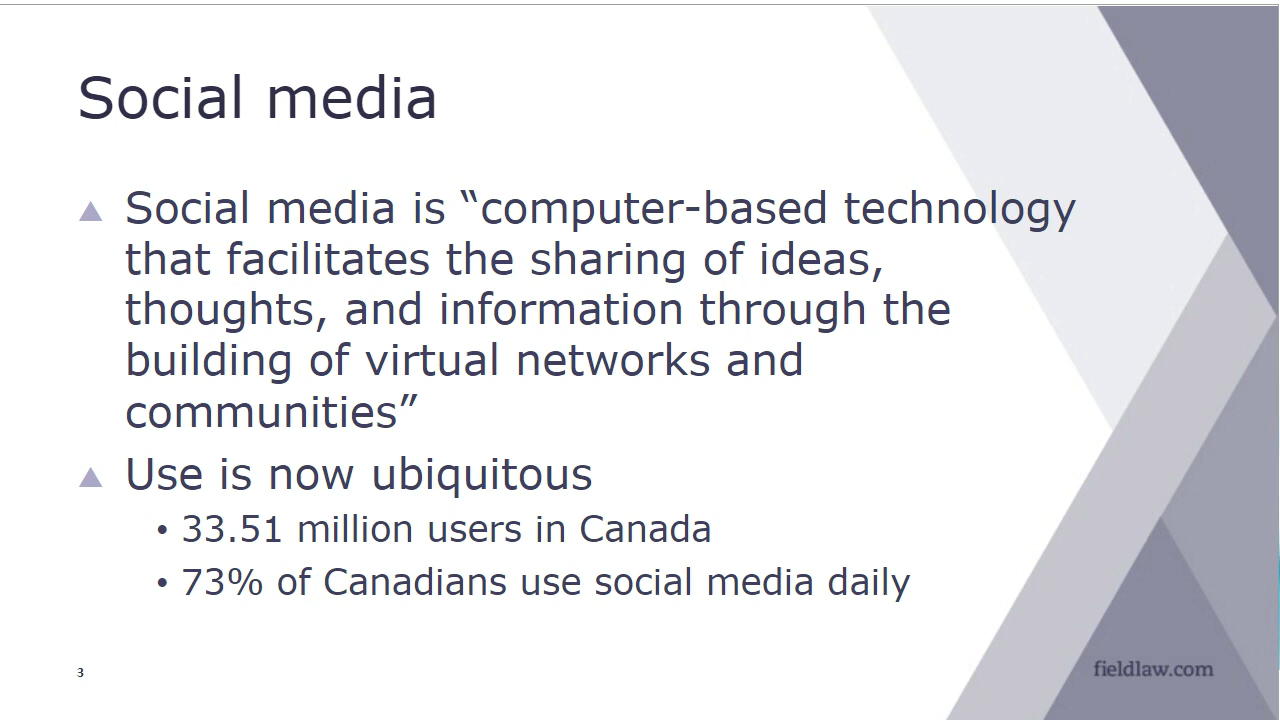 Social media
Social media is “computer-based technology
that facilitates the sharing of ideas,
thoughts, and information through the
building of virtual networks and
communities”
Use is now ubiquitous
• 33.51 million users in Canada
• 73% of Canadians use social media daily
3
fieldlaw.com